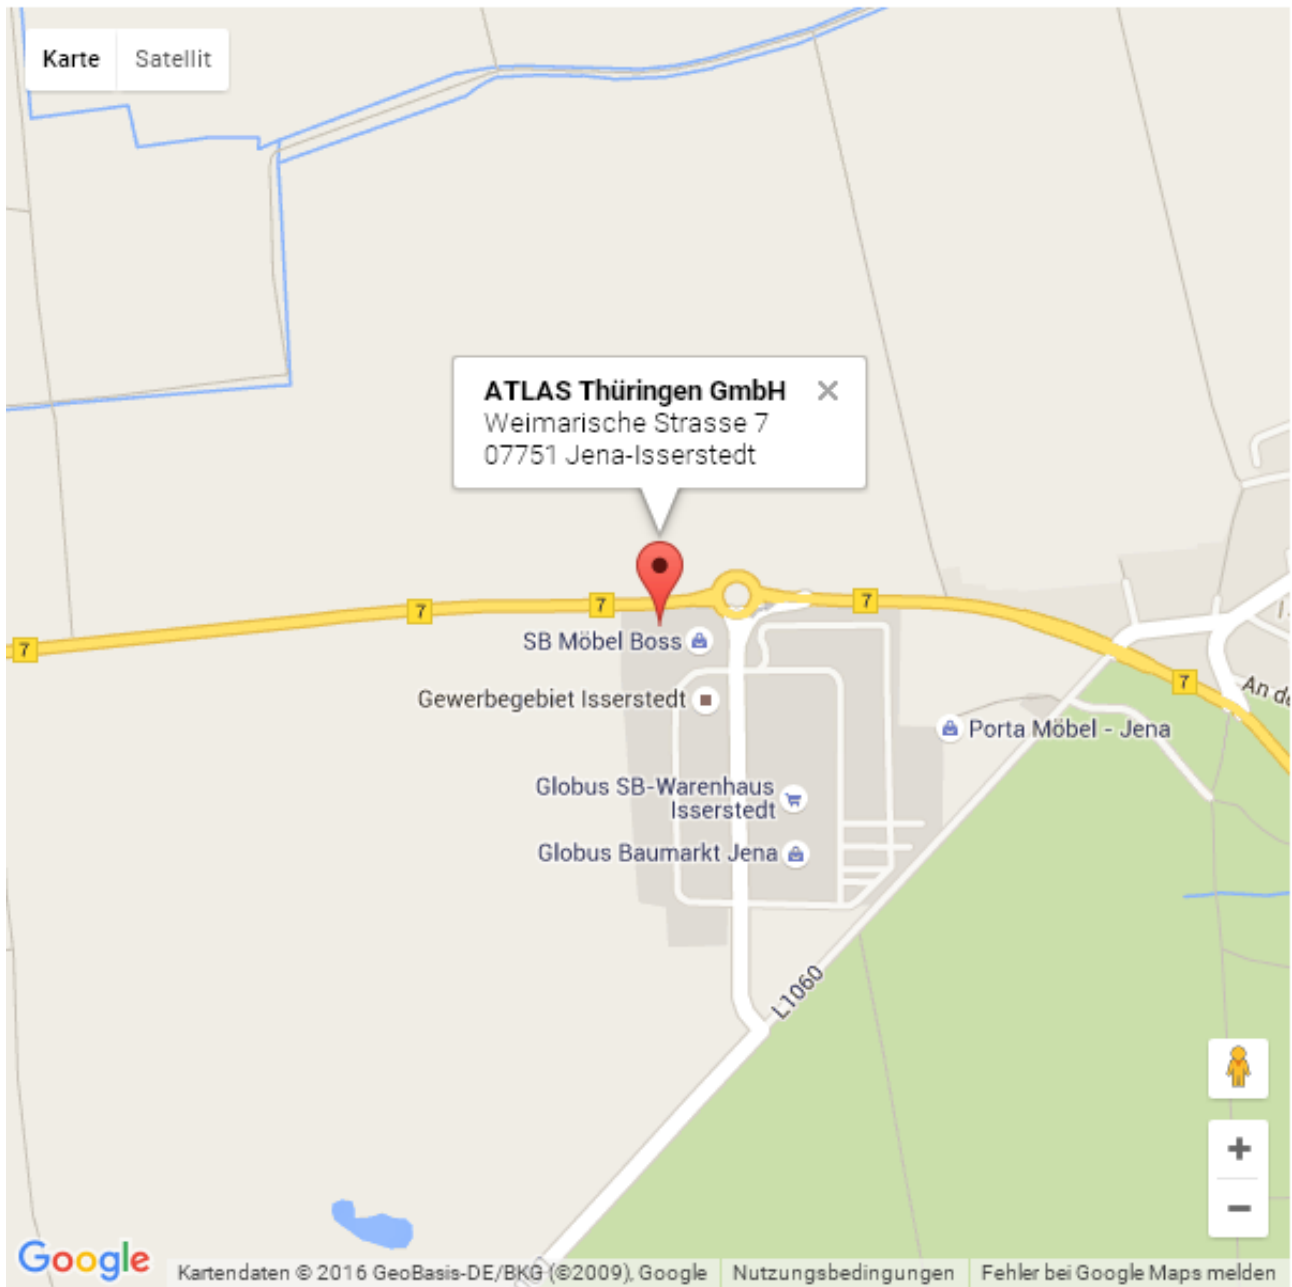 Karte
Satellit
ATLAS Thüringen GmbH
Weimarische Strasse 7
07751 Jena-Isserstedt
7
7
7
7
7
SB Möbel Boss
Gewerbegebiet Isserstedt
An de
Porta Möbel - Jena
Globus SB-Warenhaus
Isserstedt
Globus Baumarkt Jena
L1060
Google
Kartendaten © 2016 GeoBasis-DE/BKG (©2009), Google
Nutzungsbedingungen
Fehler bei Google Maps melden